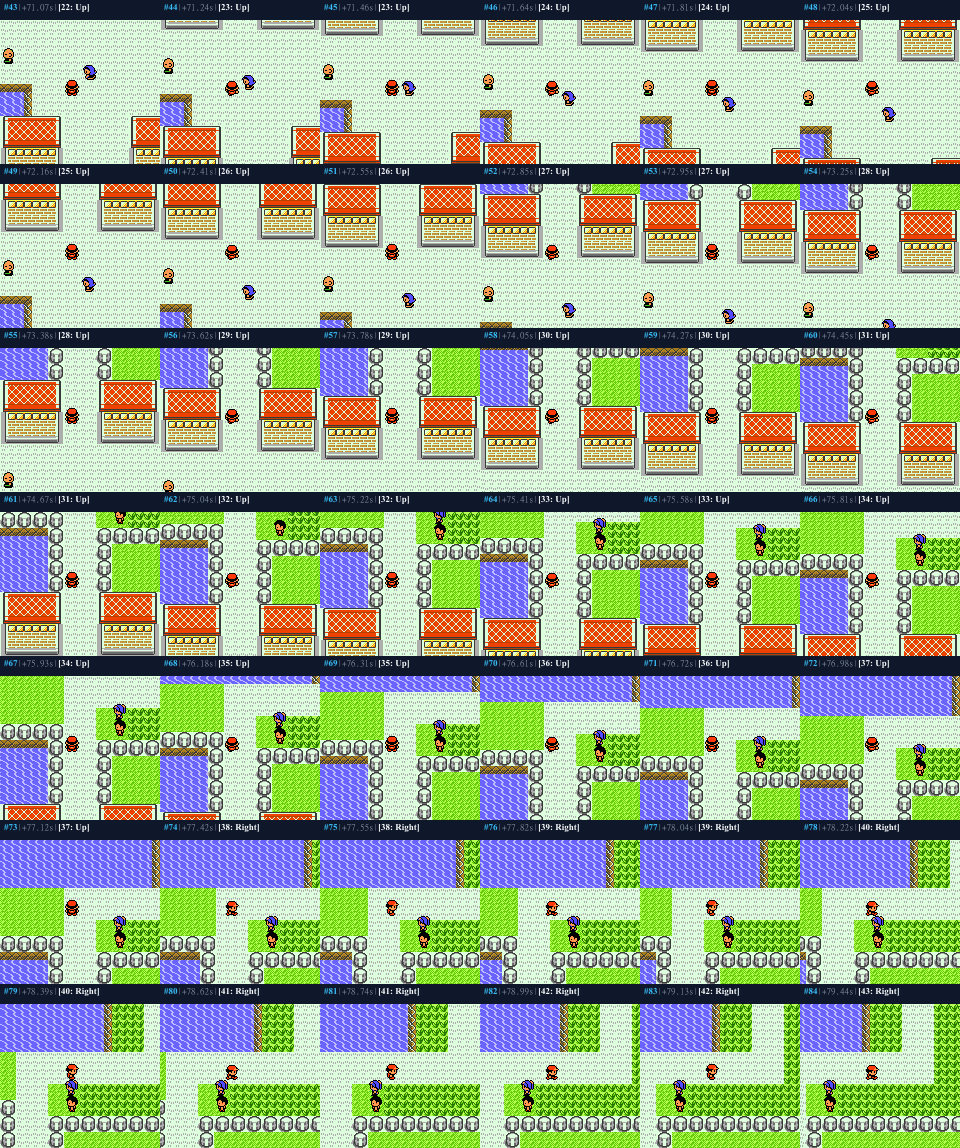 #43| +71.07s| [22: Up]
#44| +71.24s| [23: Up]
#45| +71.46s| [23: Up]
#46| +71.64s| [24: Up]
#47| +71.81s| [24: Up]
#48| +72.04s| [25: Up]
#49| +72.16s| [25: Up]
#50| +72.41s| [26: Up]
#51| +72.55s| [26: Up]
#52| +72.85s| [27: Up]
#53| +72.95s| [27: Up]
#54| +73.24s| [28: Up]
#55| +73.38s| [28: Up]
#56| +73.62s| [29: Up]
#57| +73.78s| [29: Up]
#58| +74.05s| [30: Up]
#59| +74.27s| [30: Up]
#60| +74.45s| [31: Up]
#61| +74.67s| [31: Up]
#62| +75.04s| [32: Up]
#63| +75.22s| [32: Up]
#64| +75.41s| [33: Up]
#65| +75.58s| [33: Up]
#66| +75.81s| [34: Up]
#67| +75.93s| [34: Up]
#68| +76.18s| [35: Up]
#69| +76.31s| [35: Up]
#70| +76.61s| [36: Up]
#71| +76.72s| [36: Up]
#72| +76.98s| [37: Up]
#73| +77.12s| [37: Up]
#74| +77.42s| [38: Right]
#75| +77.55s| [38: Right]
#76| +77.82s| [39: Right]
#77| +78.04s| [39: Right]
#78| +78.22s| [40: Right]
#79| +78.39s| [40: Right]
#80| +78.62s| [41: Right]
#81| +78.74s| [41: Right]
#82| +78.99s| [42: Right]
#83| +79.13s| [42: Right]
#84| +79.44s| [43: Right]